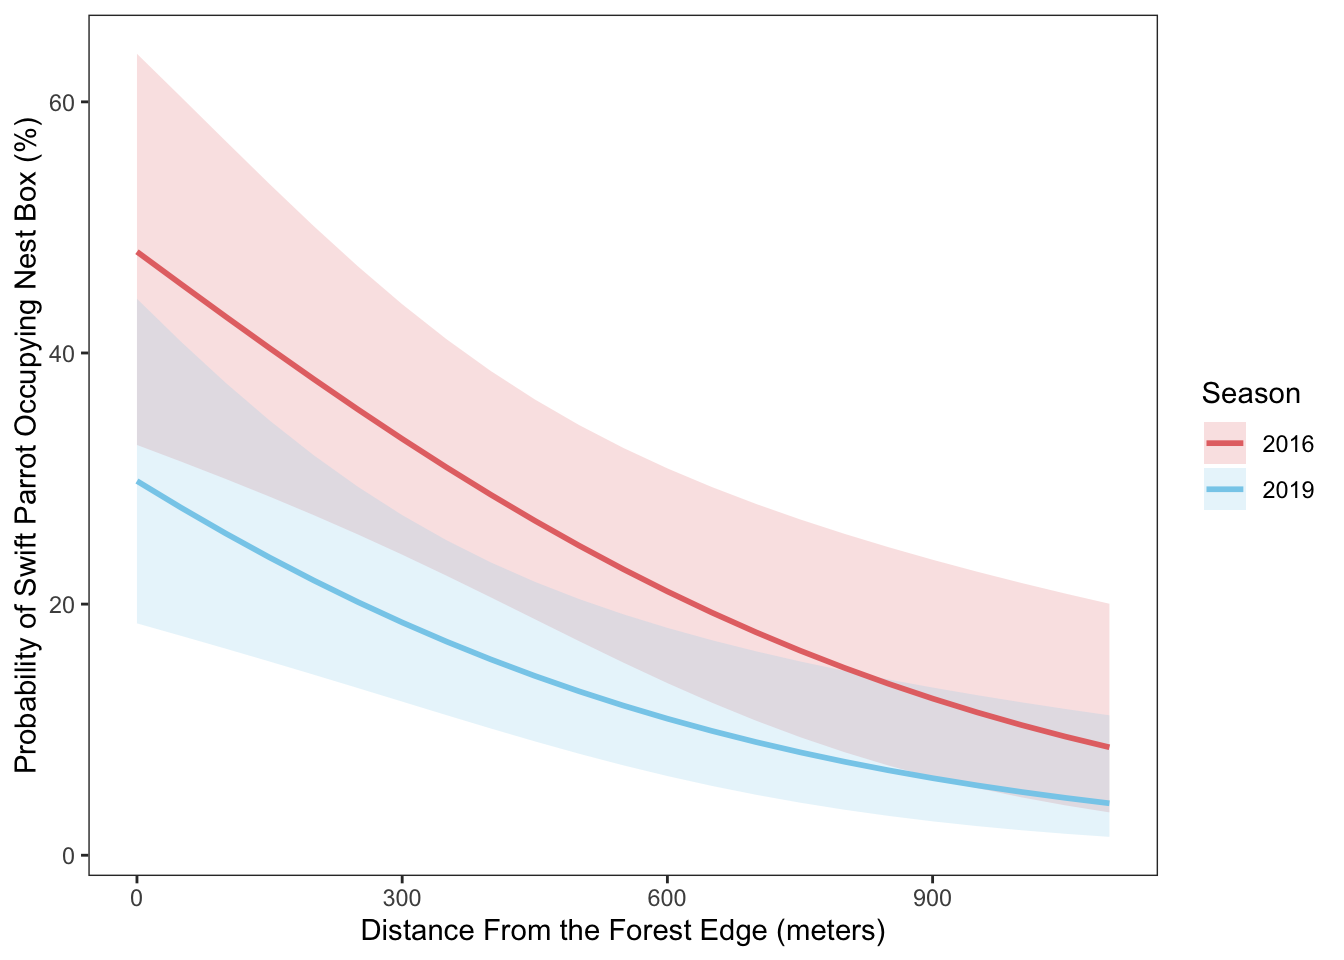 Probability of Swift Parrot Occupying Nest Box (%)
60
40
20
0
0 300 600 900
Distance From the Forest Edge (meters)
Season
2016
2019